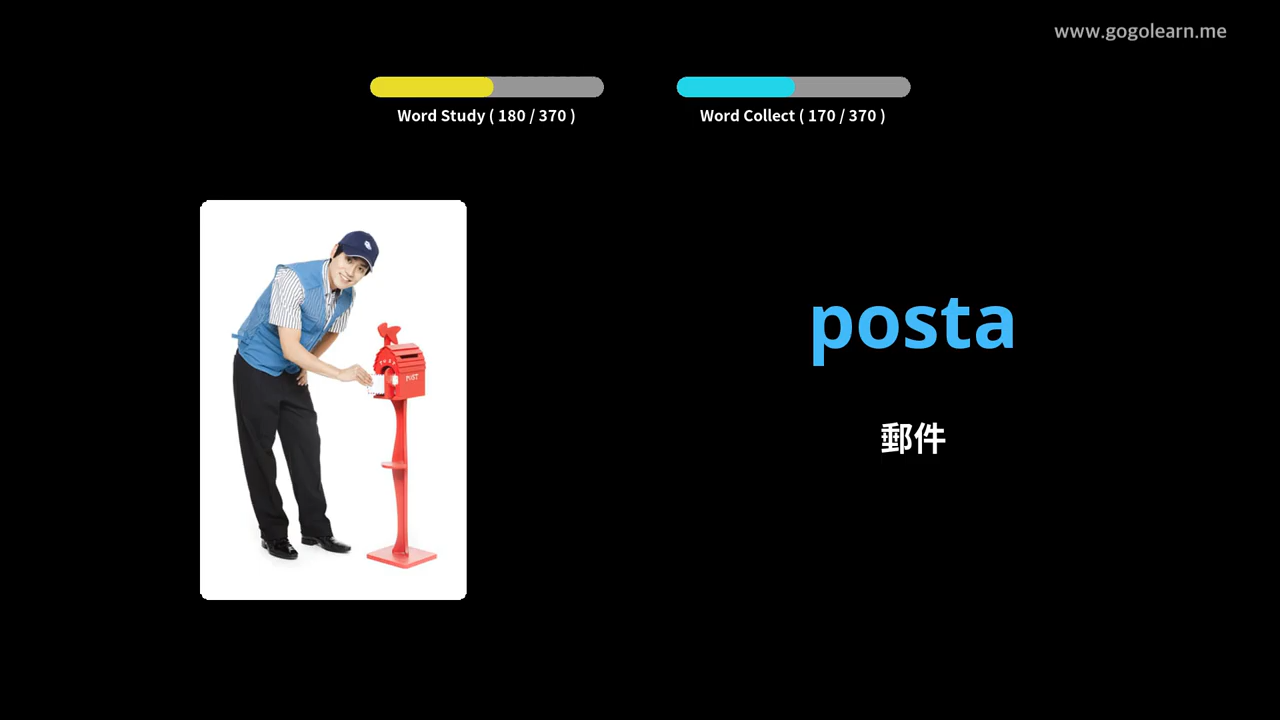 www.gogolearn.me
Word Study ( 180 / 370 )
Word Collect ( 170 / 370 )
POST
posta
郵件